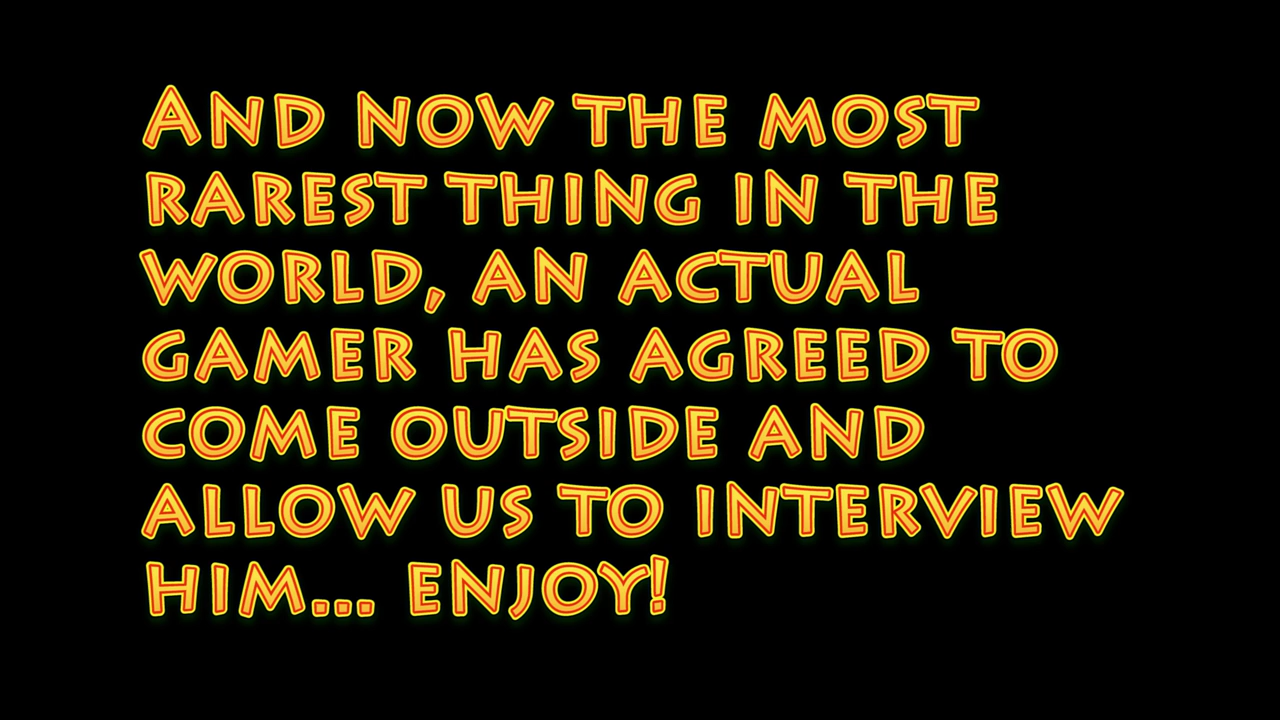 And now the most
rarest thing in the
world, an actual
gamer has agreed to
come outside and
allow us to interview
him... enjoy!